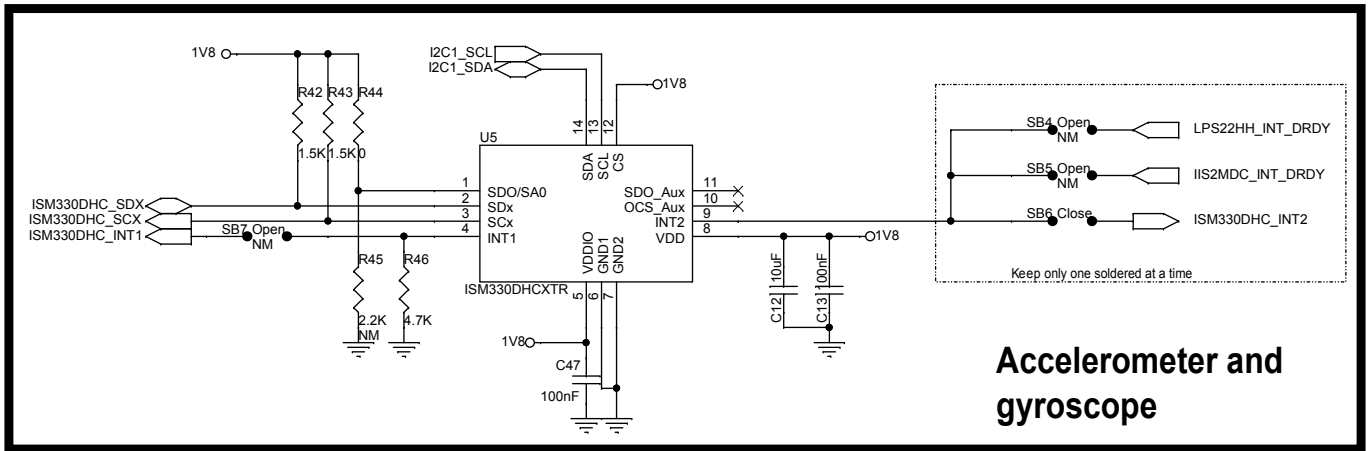 1V8
I2C1_SCL
I2C1_SDA
1V8
R42 R43 R44
1.5K 1.5K 0
U5
14 13 12
SDA SCL CS
ISM330DHC_SDX
ISM330DHC_SCX
ISM330DHC_INT1
SB7 Open
NM
1 SDO/SA0
2 SDx
3 SCx
4 INT1
SDO_Aux 11
OCS_Aux 10
INT2 9
VDD 8
VDDIO GND1 GND2
5 6 7
ISM330DHCXTR
R45
2.2K
NM
R46
4.7K
1V8
C47
100nF
1V8
C12 10uF
C13 100nF
SB4 Open
NM
LPS22HH_INT_DRDY
SB5 Open
NM
IIS2MDC_INT_DRDY
SB6 Close
ISM330DHC_INT2
Keep only one soldered at a time
Accelerometer and
gyroscope